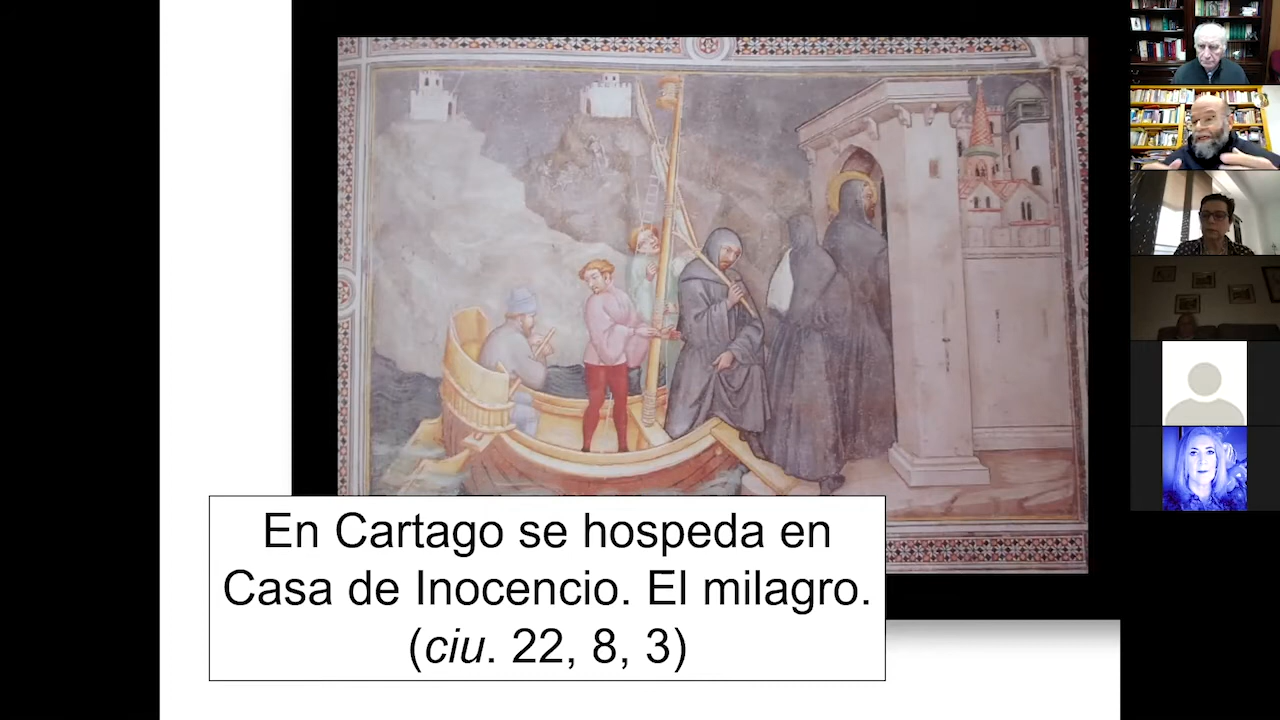 En Cartago se hospeda en
Casa de Inocencio. El milagro.
(ciu. 22, 8, 3)